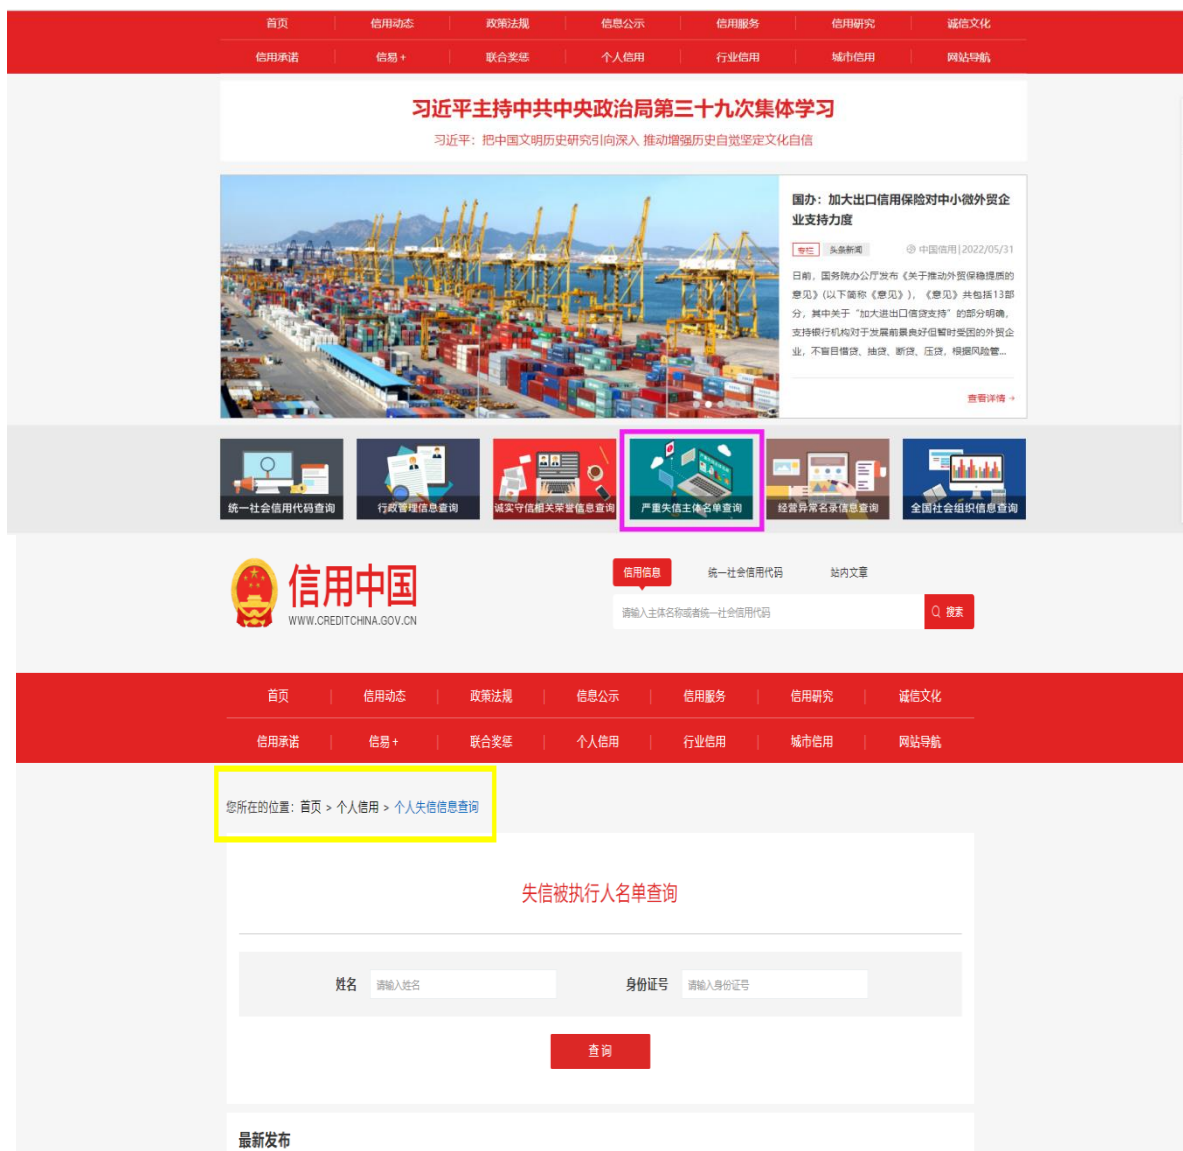 首页 信用动态 政策法规 信息公示 信用服务 信用研究 诚信文化
信用承诺 信易+ 联合奖惩 个人信用 行业信用 城市信用 网站导航
习近平主持中共中央政治局第三十九次集体学习
习近平：把中国文明历史研究引向深入 推动增强历史自觉坚定文化自信
国办：加大出口信用保险对中小微外贸企
业支持力度
专栏 头条新闻 中国信用|2022/05/31
日前，国务院办公厅发布《关于推动外贸保稳提质的
意见》(以下简称《意见》)，《意见》共包括13部
分，其中关于“加大进出口信贷支持”的部分明确，
支持银行机构对于发展前景良好但暂时受困的外贸企
业，不盲目惜贷、抽贷、断贷、压贷，根据风险管...
查看详情→
统一社会信用代码查询 行政管理信息查询 诚实守信相关荣誉信息查询 严重失信主体名单查询 经营异常名录信息查询 全国社会组织信息查询
信用中国
WWW.CREDITCHINA.GOV.CN
信用信息 统一社会信用代码 站内文章
请输入主体名称或者统一社会信用代码 搜索
首页 信用动态 政策法规 信息公示 信用服务 信用研究 诚信文化
信用承诺 信易+ 联合奖惩 个人信用 行业信用 城市信用 网站导航
您所在的位置：首页 > 个人信用 > 个人失信信息查询
失信被执行人名单查询
姓名 请输入姓名 身份证号 请输入身份证号
查询
最新发布